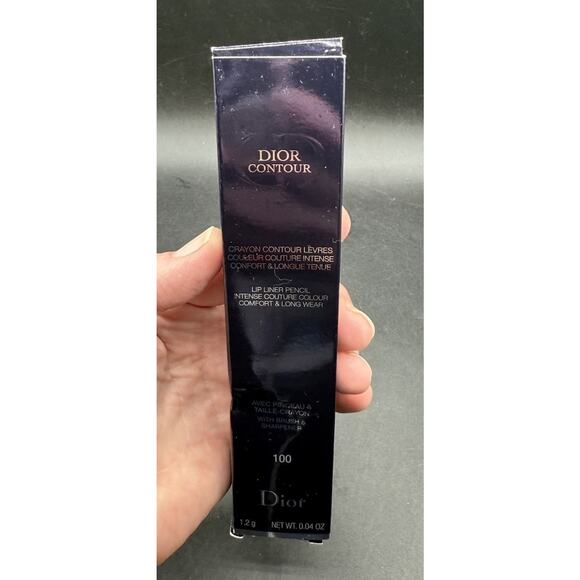 DIOR
CONTOUR
CRAYON CONTOUR LÈVRES
COULEUR COUTURE INTENSE
CONFORT & LONGUE TENUE
LIP LINER PENCIL
INTENSE COUTURE COLOUR
COMFORT & LONG WEAR
AVEC PINCEAU &
TAILLE-CRAYON
WITH BRUSH &
SHARPENER
100
Dior
1.2 g NET WT. 0.04 OZ